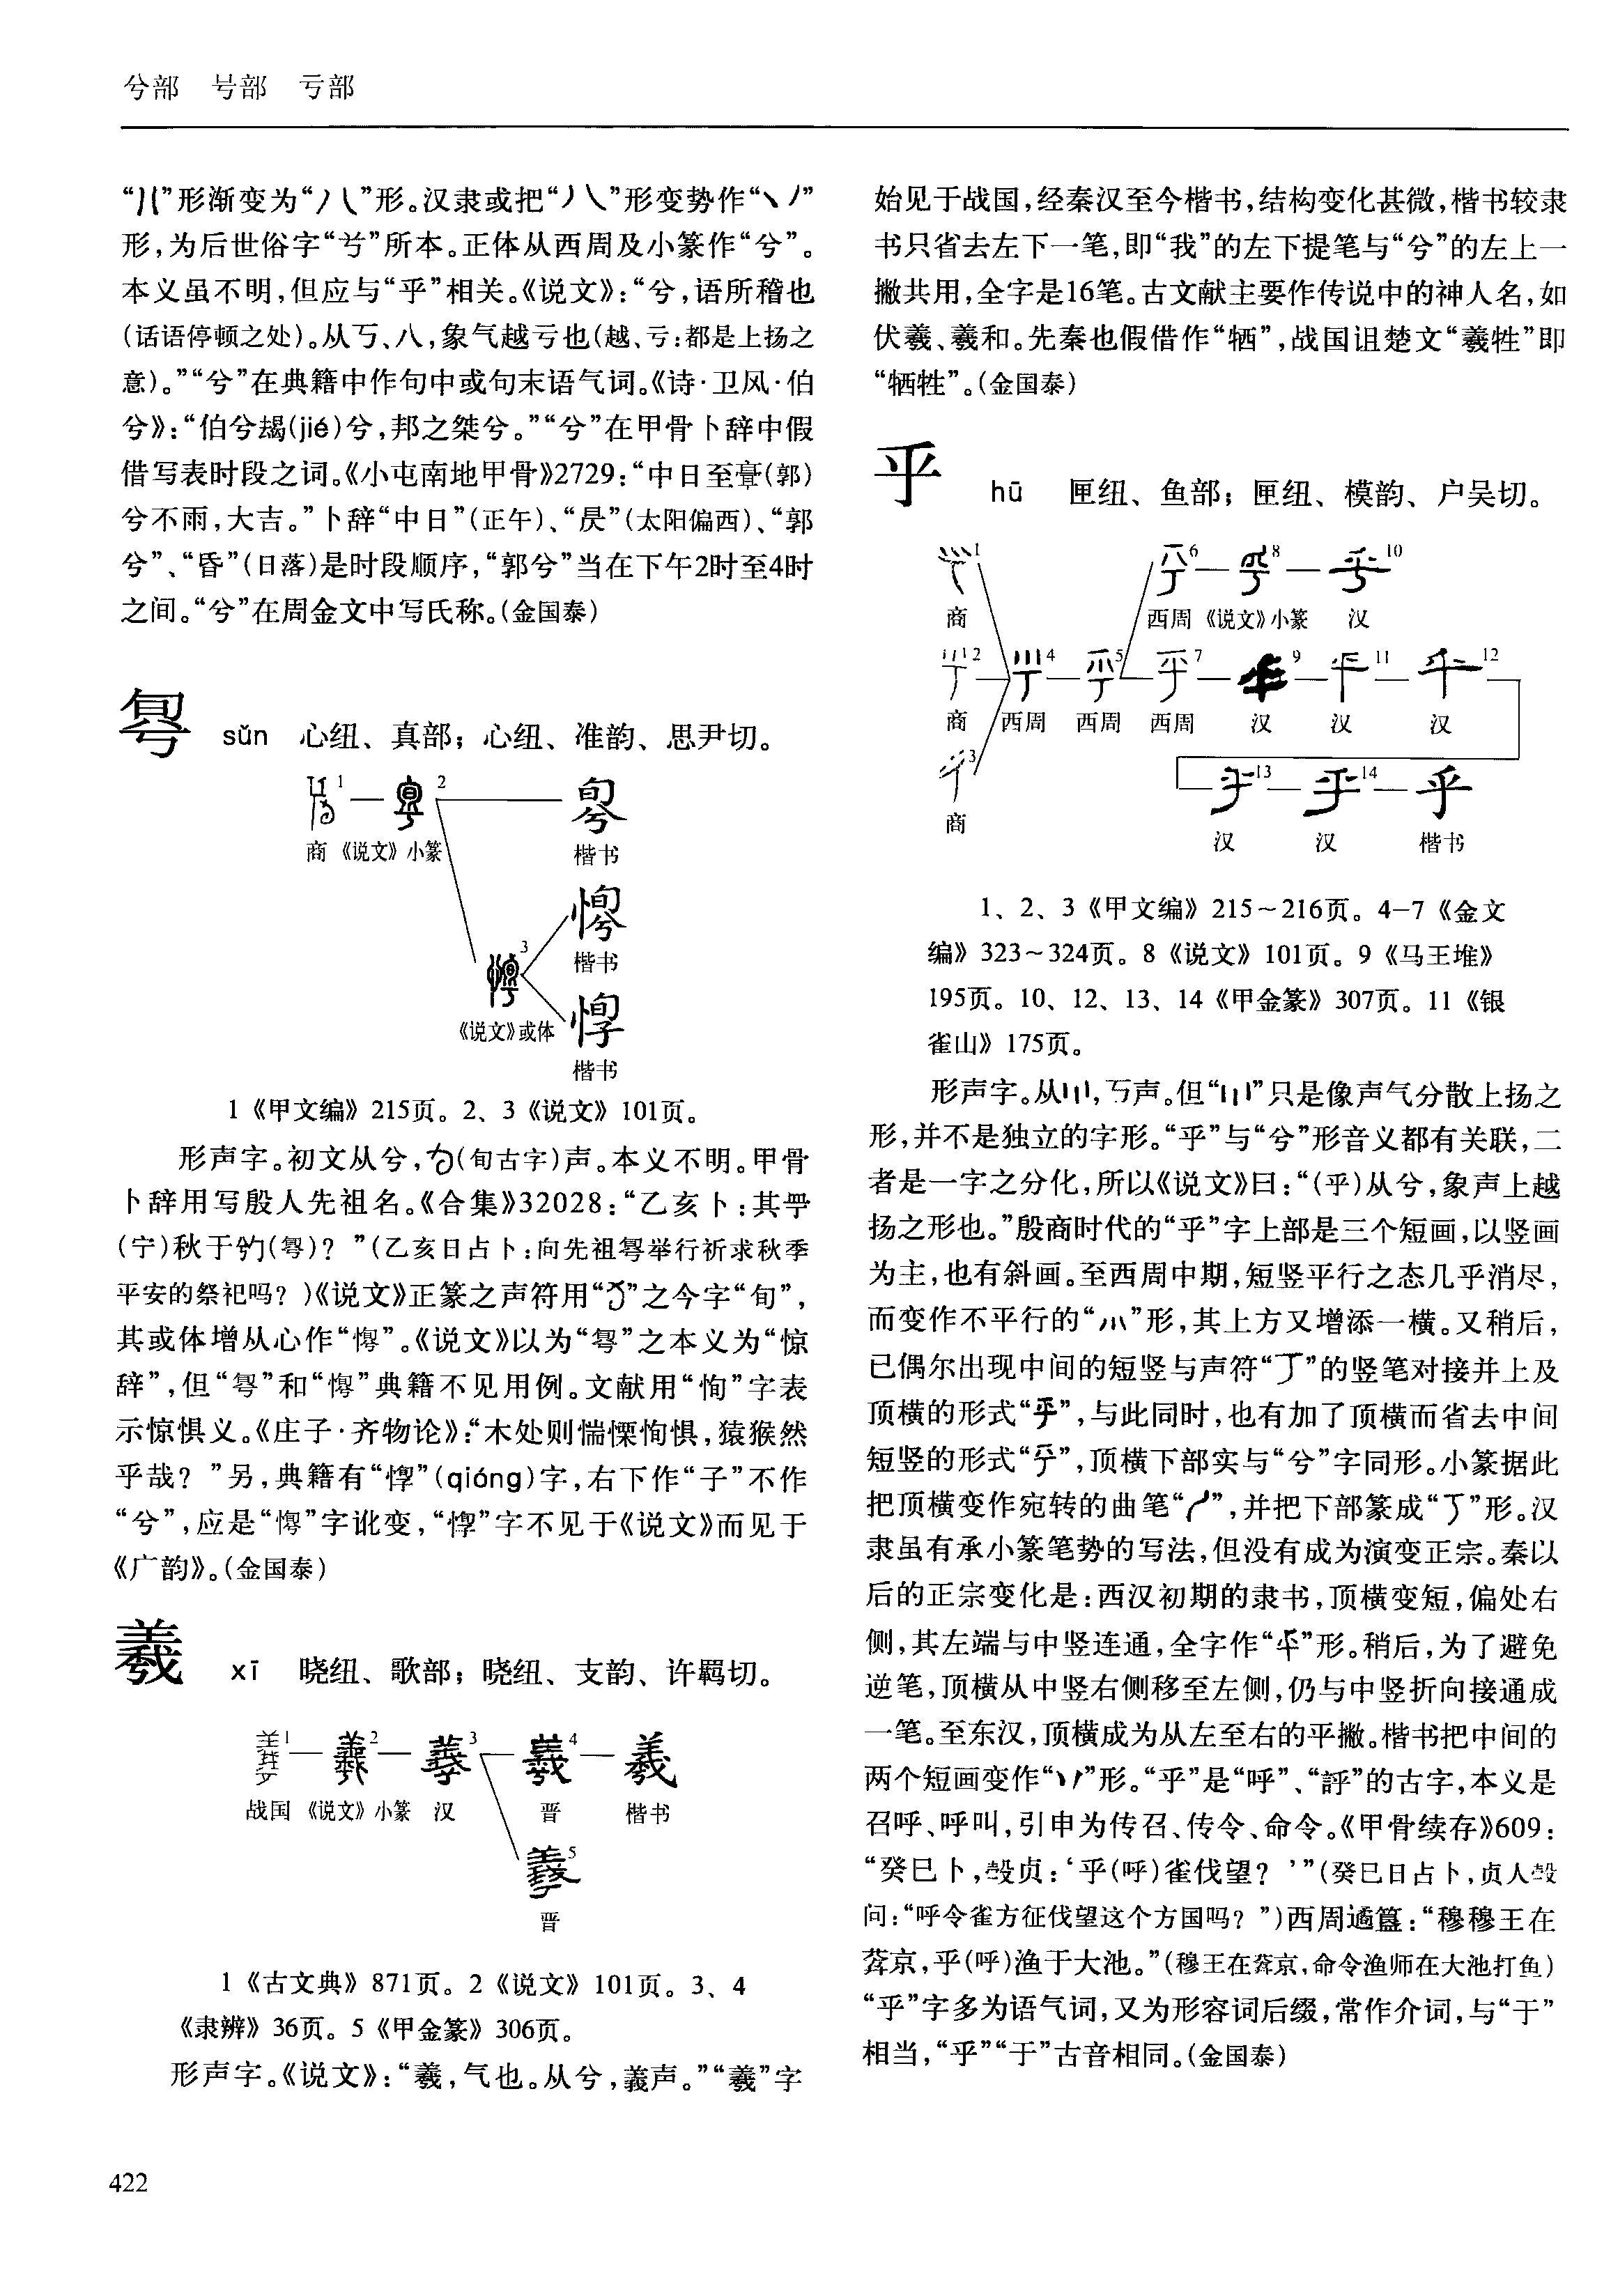 兮部 号部 亏部
“〣”形渐变为“八”形。汉隶或把“八”形变势作“丷”
形，为后世俗字“兮”所本。正体从西周及小篆作“兮”。
本义虽不明，但应与“乎”相关。《说文》：“兮，语所稽也
（话语停顿之处）。从丂、八，象气越亏也（越、亏：都是上扬之
意）。”“兮”在典籍中作句中或句末语气词。《诗·卫风·伯
兮》：“伯兮朅(jié)兮，邦之桀兮。”“兮”在甲骨卜辞中假
借写表时段之词。《小屯南地甲骨》2729：“中日至（郭）
兮不雨，大吉。”卜辞“中日”（正午）、“昃”（太阳偏西）、“郭
兮”、“昏”（日落）是时段顺序，“郭兮”当在下午2时至4时
之间。“兮”在周金文中写氏称。（金国泰）
𠧟 sǔn 心纽、真部；心纽、准韵、思尹切。
1 2
商 《说文》小篆 楷书
楷书
3
《说文》或体
楷书
1《甲文编》215页。2、3《说文》101页。
形声字。初文从兮，（旬古字）声。本义不明。甲骨
卜辞用写殷人先祖名。《合集》32028：“乙亥卜：其
（宁）秋于？”（乙亥日占卜：向先祖举行祈求秋季
平安的祭祀吗？）《说文》正篆之声符用“”之今字“旬”，
其或体增从心作“”。《说文》以为“”之本义为“惊
辞”，但“”和“”典籍不见用例。文献用“恂”字表
示惊惧义。《庄子·齐物论》：“木处则惴慄恂惧，猿猴然
乎哉？”另，典籍有“惸”(qióng)字，右下作“子”不作
“兮”，应是“”字讹变，“惸”字不见于《说文》而见于
《广韵》。（金国泰）
羲 xī 晓纽、歌部；晓纽、支韵、许羁切。
1 2 3 4 羲
战国 《说文》小篆 汉 晋 楷书
5
晋
1《古文典》871页。2《说文》101页。3、4
《隶辨》36页。5《甲金篆》306页。
形声字。《说文》：“羲，气也。从兮，義声。”“羲”字
始见于战国，经秦汉至今楷书，结构变化甚微，楷书较隶
书只省去左下一笔，即“我”的左下提笔与“兮”的左上一
撇共用，全字是16笔。古文献主要作传说中的神人名，如
伏羲、羲和。先秦也假借作“牺”，战国诅楚文“羲牲”即
“牺牲”。（金国泰）
乎 hū 匣纽、鱼部；匣纽、模韵、户吴切。
1 6 8 10
商 西周 《说文》小篆 汉
2 4 5 7 9 11 12
商 西周 西周 西周 汉 汉 汉
3 13 14 乎
商 汉 汉 楷书
1、2、3《甲文编》215~216页。4-7《金文
编》323~324页。8《说文》101页。9《马王堆》
195页。10、12、13、14《甲金篆》307页。11《银
雀山》175页。
形声字。从，丂声。但“”只是像声气分散上扬之
形，并不是独立的字形。“乎”与“兮”形音义都有关联，二
者是一字之分化，所以《说文》曰：“（乎）从兮，象声上越
扬之形也。”殷商时代的“乎”字上部是三个短画，以竖画
为主，也有斜画。至西周中期，短竖平行之态几乎消尽，
而变作不平行的“”形，其上方又增添一横。又稍后，
已偶尔出现中间的短竖与声符“丁”的竖笔对接并上及
顶横的形式“”，与此同时，也有加了顶横而省去中间
短竖的形式“”，顶横下部实与“兮”字同形。小篆据此
把顶横变作宛转的曲笔“”，并把下部篆成“丂”形。汉
隶虽有承小篆笔势的写法，但没有成为演变正宗。秦以
后的正宗变化是：西汉初期的隶书，顶横变短，偏处右
侧，其左端与中竖连通，全字作“”形。稍后，为了避免
逆笔，顶横从中竖右侧移至左侧，仍与中竖折向接通成
一笔。至东汉，顶横成为从左至右的平撇。楷书把中间的
两个短画变作“丷”形。“乎”是“呼”、“評”的古字，本义是
召呼、呼叫，引申为传召、传令、命令。《甲骨续存》609：
“癸巳卜，㱿贞：‘乎（呼）雀伐望？’”（癸巳日占卜，贞人㱿
问：“呼令雀方征伐望这个方国吗？”）西周遹簋：“穆穆王在
京，乎（呼）渔于大池。”（穆王在京，命令渔师在大池打鱼）
“乎”字多为语气词，又为形容词后缀，常作介词，与“于”
相当，“乎”“于”古音相同。（金国泰）
422